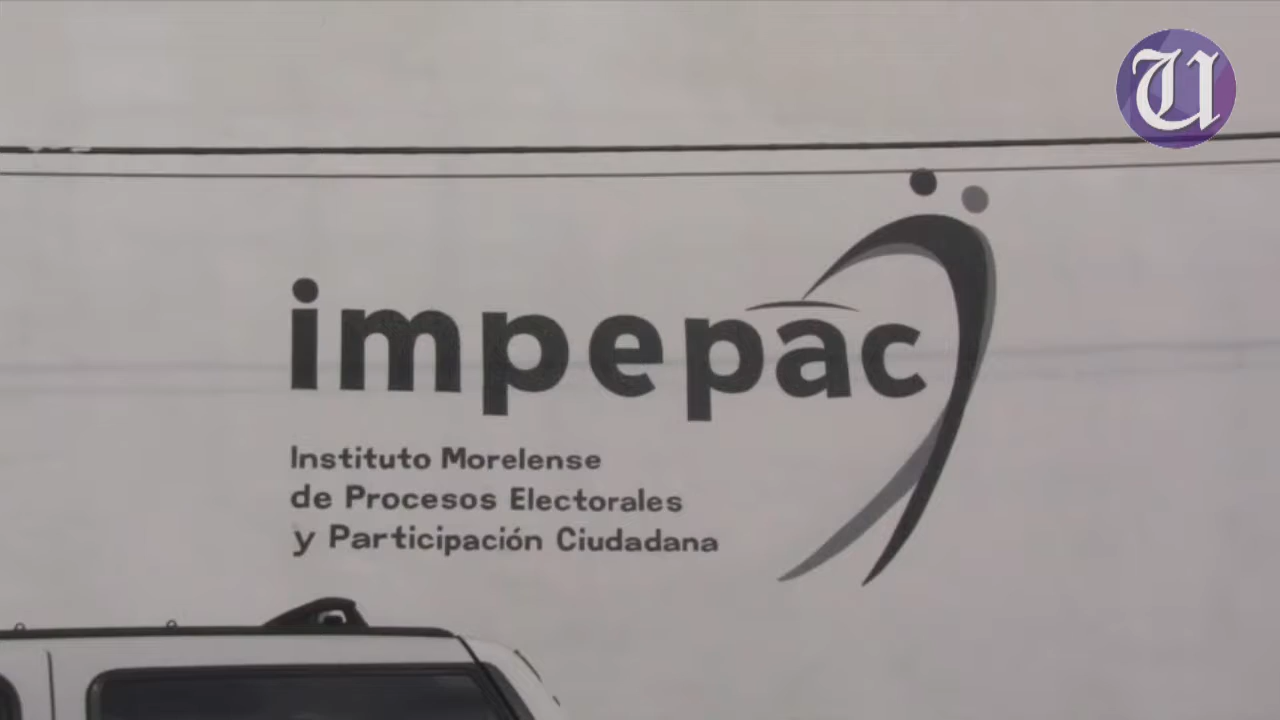 U
impepac
Instituto Morelense
de Procesos Electorales
y Participación Ciudadana